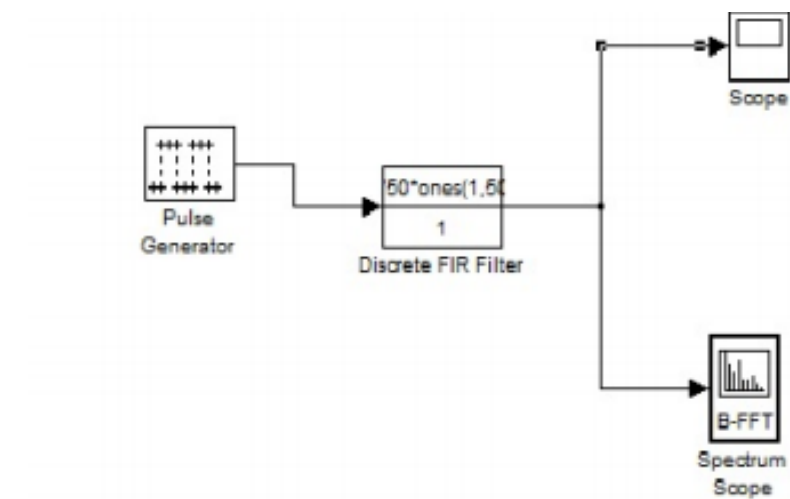 Scope
Pulse
Generator
/50*ones(1,50
1
Discrete FIR Filter
B-FFT
Spectrum
Scope